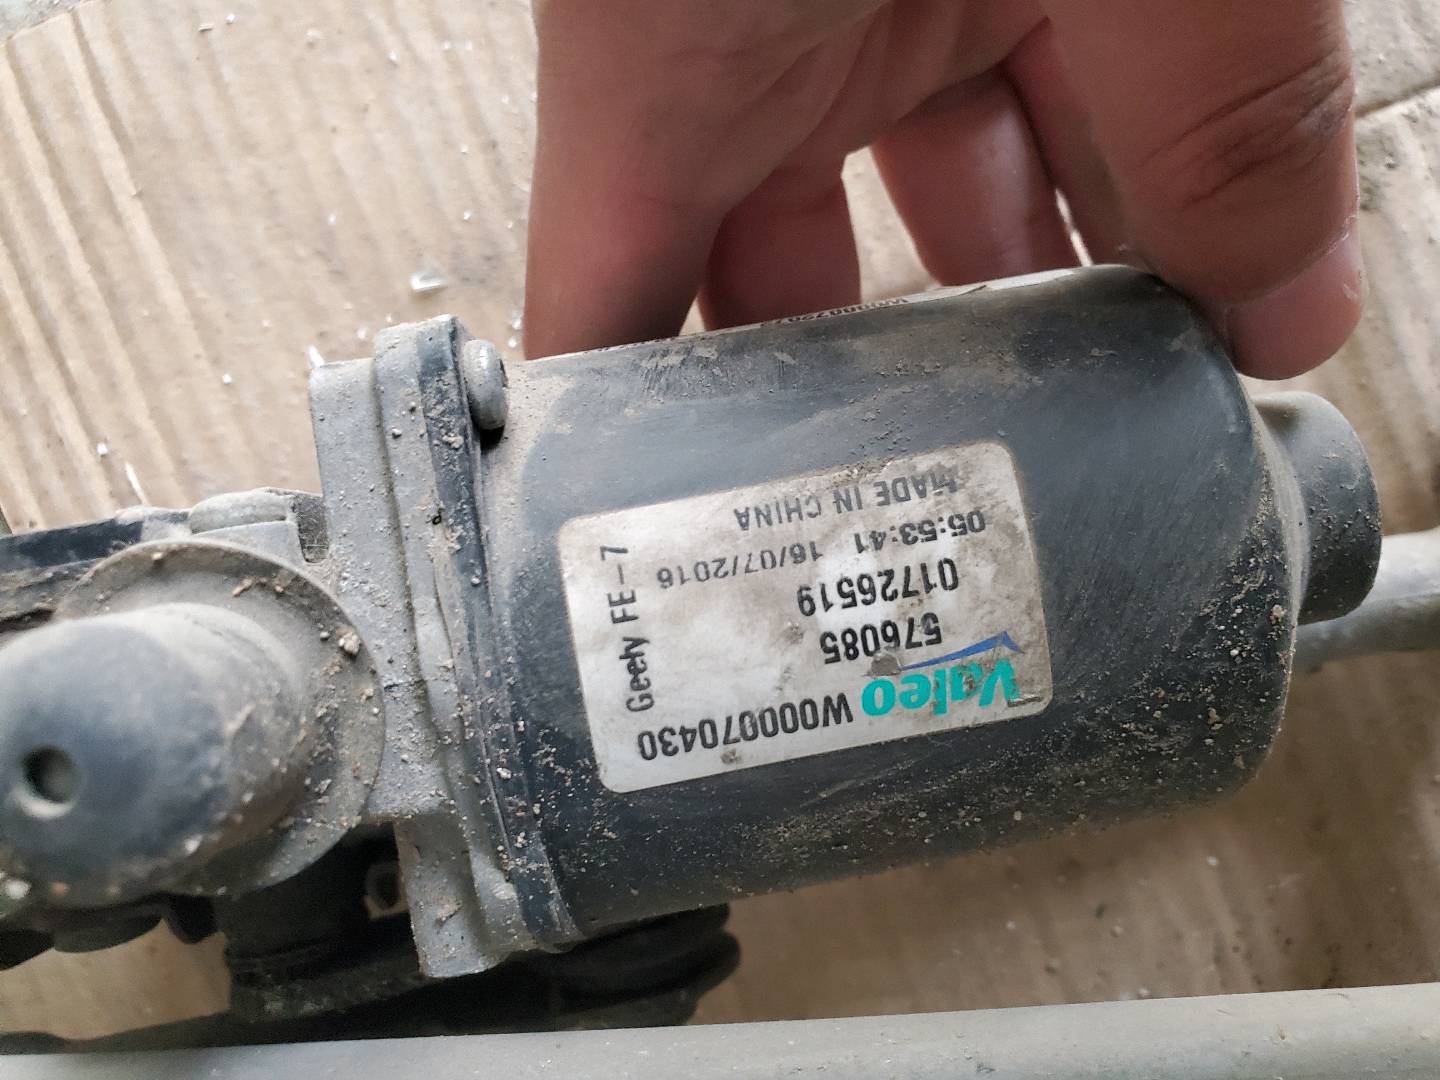 Valeo W000070430
576085
01726519
05:53:41 16/07/2016
MADE IN CHINA
Geely FE-7